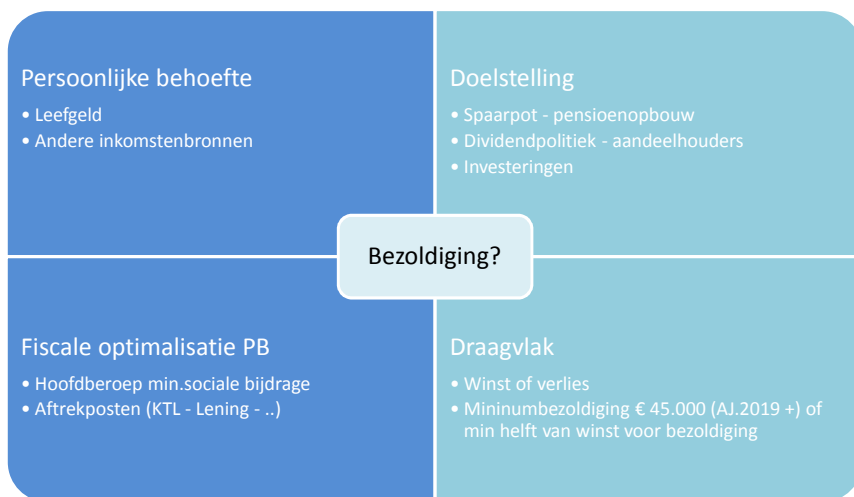 Persoonlijke behoefte
• Leefgeld
• Andere inkomstenbronnen
Doelstelling
• Spaarpot - pensioenopbouw
• Dividendpolitiek - aandeelhouders
• Investeringen
Bezoldiging?
Fiscale optimalisatie PB
• Hoofdberoep min.sociale bijdrage
• Aftrekposten (KTL - Lening - ..)
Draagvlak
• Winst of verlies
• Mininumbezoldiging € 45.000 (AJ.2019 +) of
min helft van winst voor bezoldiging